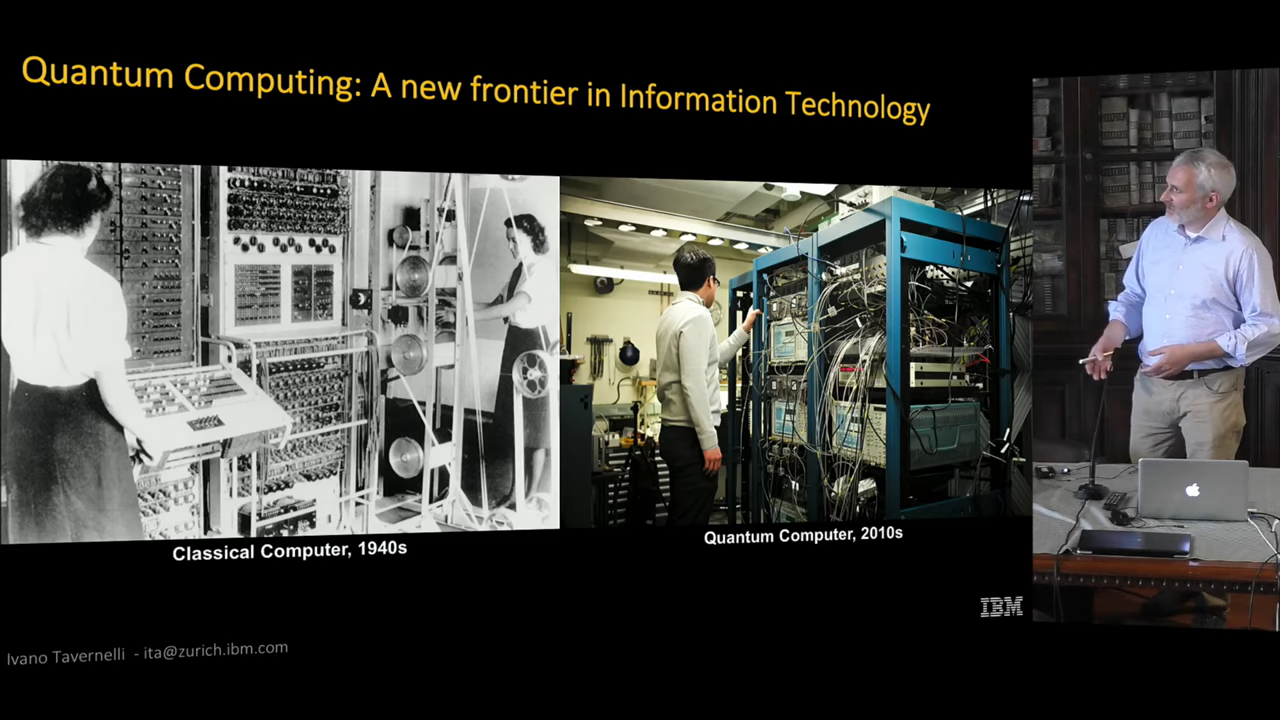 Quantum Computing: A new frontier in Information Technology
Classical Computer, 1940s
Quantum Computer, 2010s
IBM
Ivano Tavernelli - ita@zurich.ibm.com